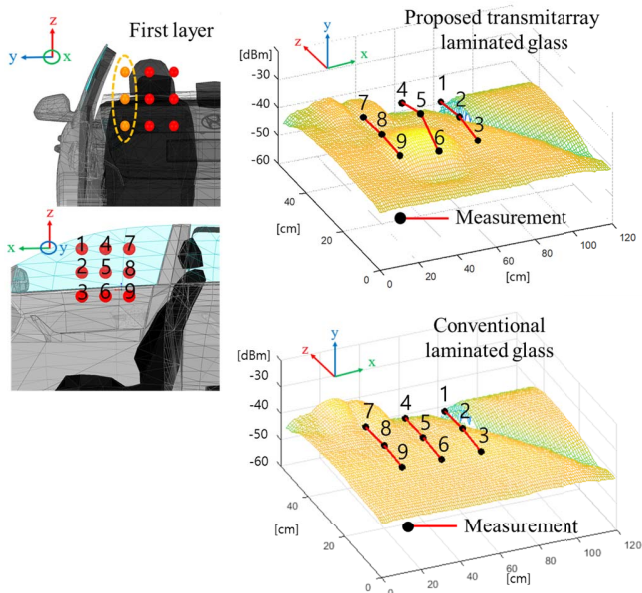 z
y
x
First layer
z
x
y
1 4 7
2 5 8
3 6 9
Proposed transmitarray
laminated glass
y
z
x
[dBm]
-30
-40
-50
-60
1
4
2
7
5
3
8
9
6
Measurement
40
20
0
[cm]
0
20
40
60
80
100
120
[cm]
Conventional
laminated glass
y
z
x
[dBm]
-30
-40
-50
-60
1
4
2
7
5
3
8
6
9
Measurement
40
20
0
[cm]
0
20
40
60
80
100
120
[cm]